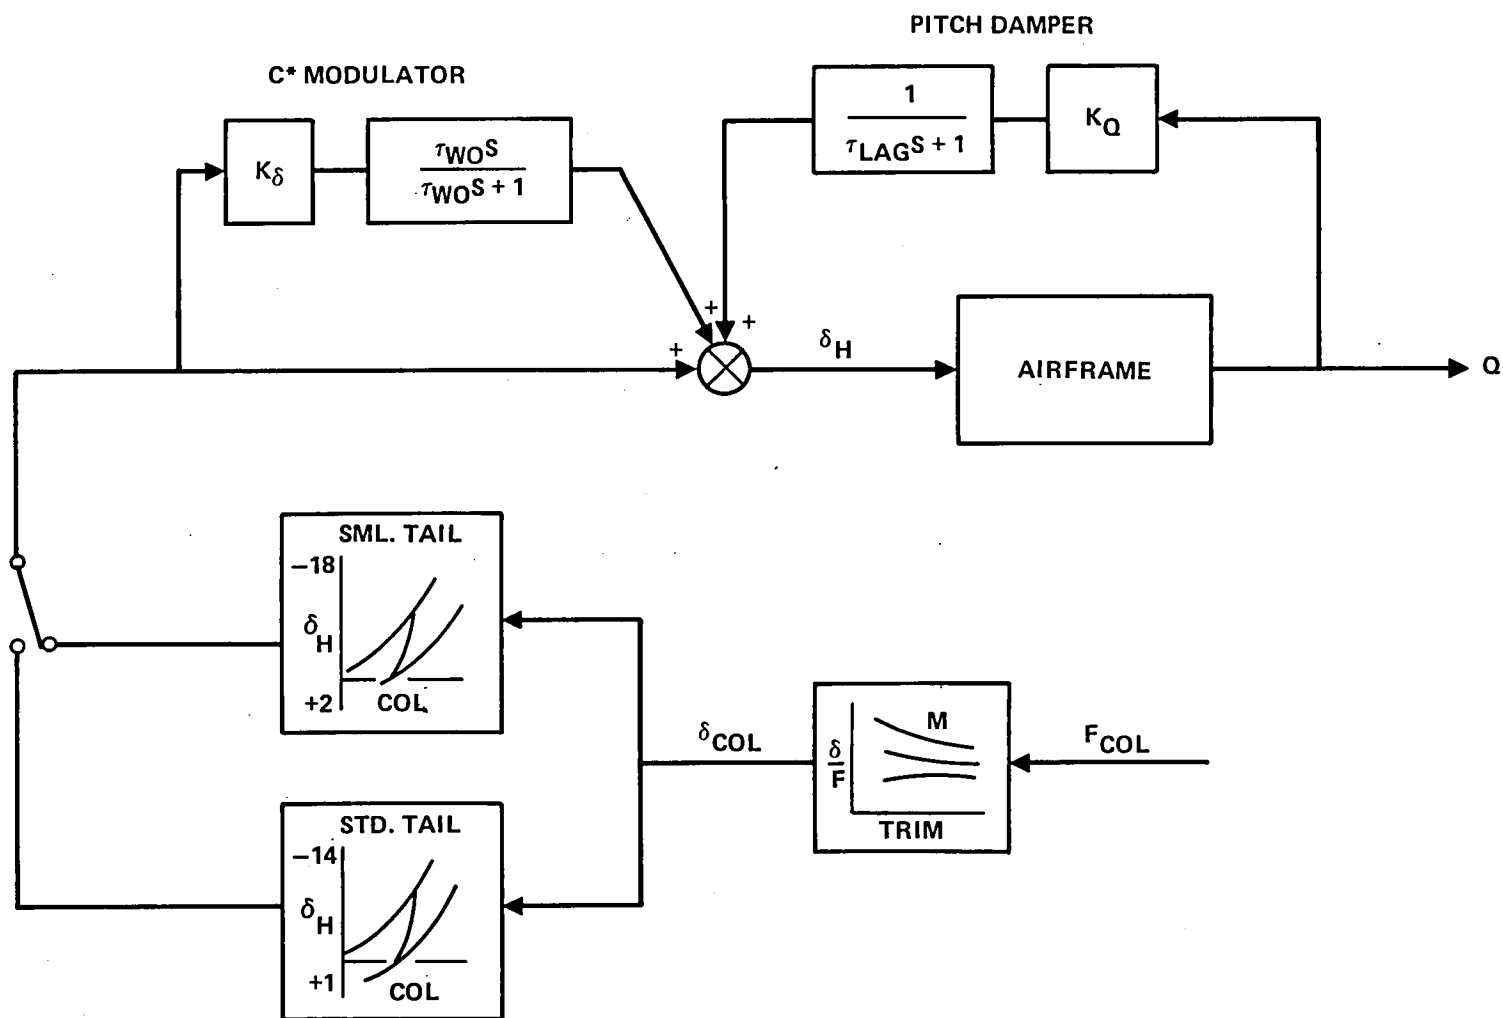 PITCH DAMPER
C* MODULATOR
1
τLAGS + 1
KQ
Kδ
τWOS
τWOS + 1
+
+
+
δH
AIRFRAME
Q
SML. TAIL
−18
δH
+2
COL
δCOL
δ
F
M
TRIM
FCOL
STD. TAIL
−14
δH
+1
COL